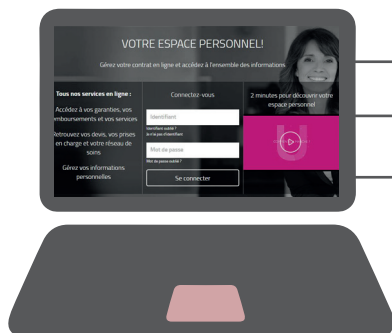 VOTRE ESPACE PERSONNEL!
Gérez votre contrat en ligne et accédez à l'ensemble des informations
Tous nos services en ligne :
Accédez à vos garanties, vos
remboursements et vos services
Retrouvez vos devis, vos prises
en charge et votre réseau de
soins
Gérez vos informations
personnelles
Connectez-vous
Identifiant
Identifiant oublié ?
Je n'ai pas d'identifiant
Mot de passe
Mot de passe oublié ?
Se connecter
2 minutes pour découvrir votre
espace personnel